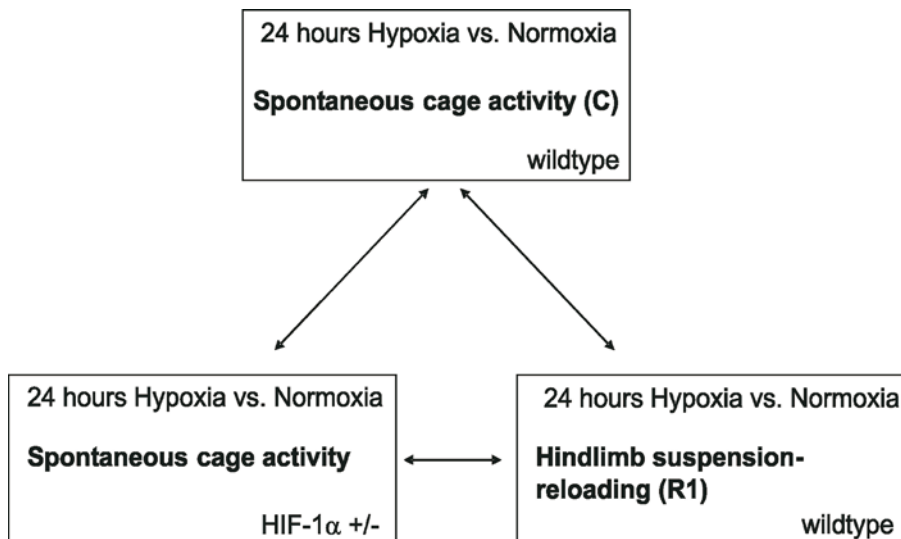 24 hours Hypoxia vs. Normoxia
Spontaneous cage activity (C)
wildtype
24 hours Hypoxia vs. Normoxia
Spontaneous cage activity
HIF-1α +/-
24 hours Hypoxia vs. Normoxia
Hindlimb suspension-
reloading (R1)
wildtype